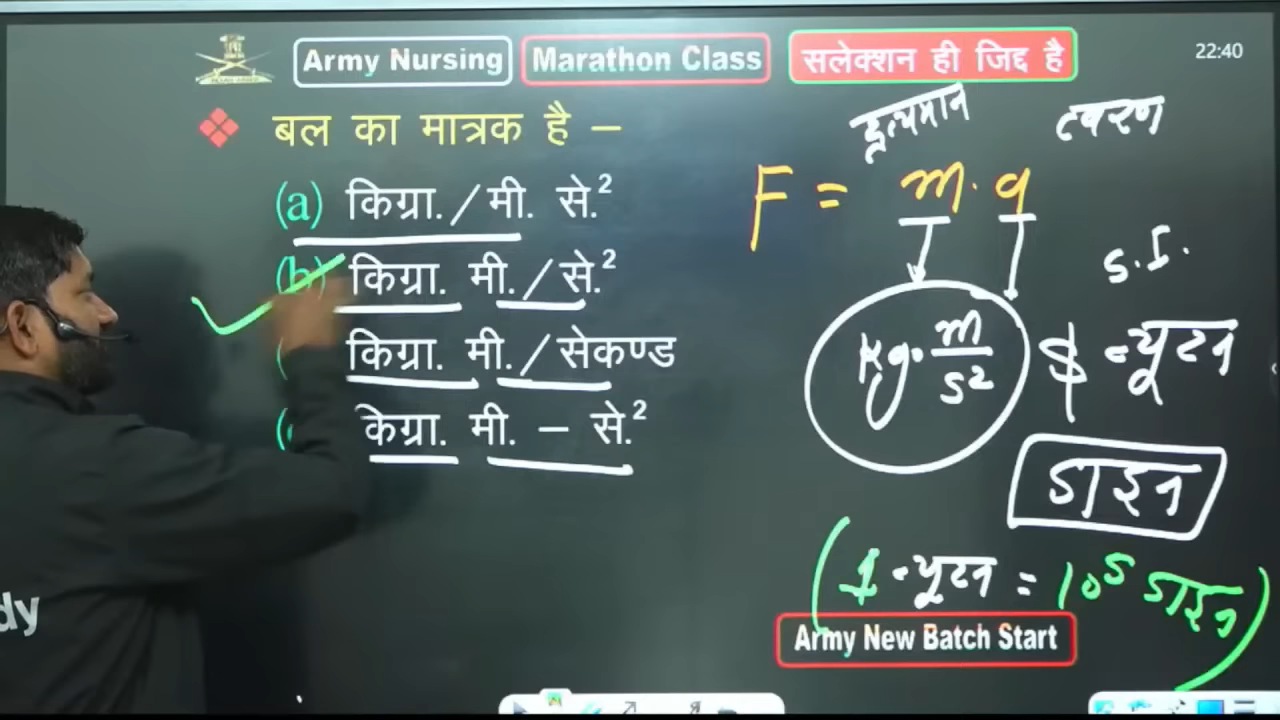 Army Nursing Marathon Class सलेक्शन ही जिद्द है 22:40
बल का मात्रक है –
(a) किग्रा./मी. से.²
(b) किग्रा. मी./से.²
किग्रा. मी./सेकण्ड
केग्रा. मी. – से.²
द्रव्यमान त्वरण
F = m.a
S.I.
kg. m/s² न्यूटन
डाइन
(1 न्यूटन = 10⁵ डाइन)
Army New Batch Start
dy